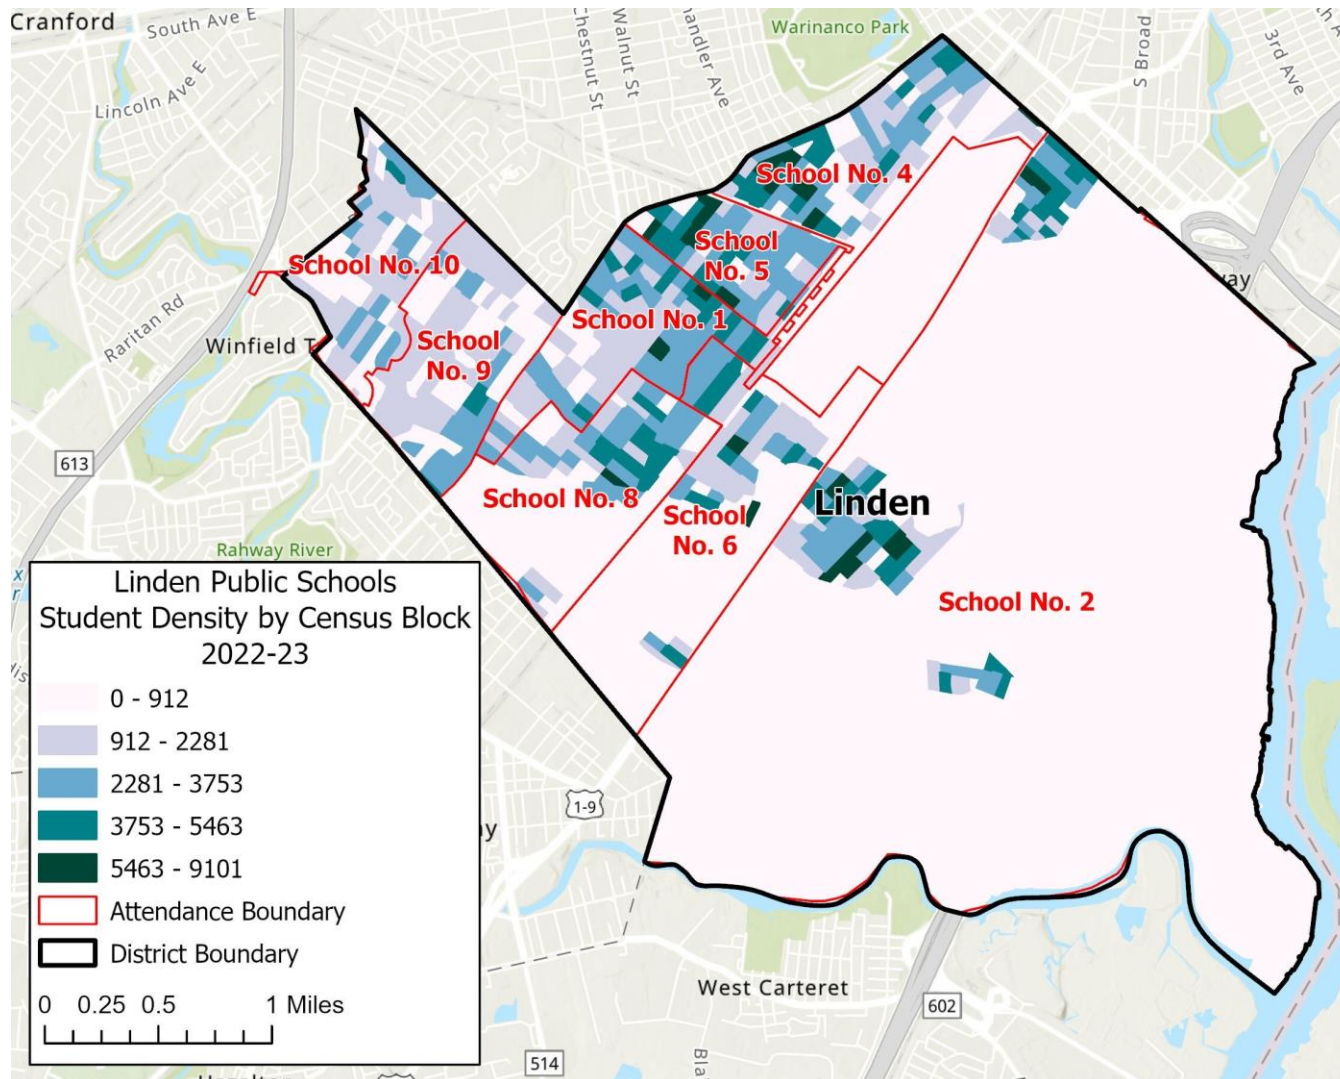 Cranford
South Ave E
Lincoln Ave E
Chestnut St
Walnut St
handler Ave
Warinanco Park
S Broad
3rd Ave
School No. 4
School
No. 5
School No. 10
School No. 1
Raritan Rd
Winfield T
School
No. 9
way
613
School No. 8
School
No. 6
Linden
School No. 2
Rahway River
Linden Public Schools
Student Density by Census Block
2022-23
0 - 912
912 - 2281
2281 - 3753
3753 - 5463
5463 - 9101
Attendance Boundary
District Boundary
0 0.25 0.5 1 Miles
1-9
ay
West Carteret
602
514